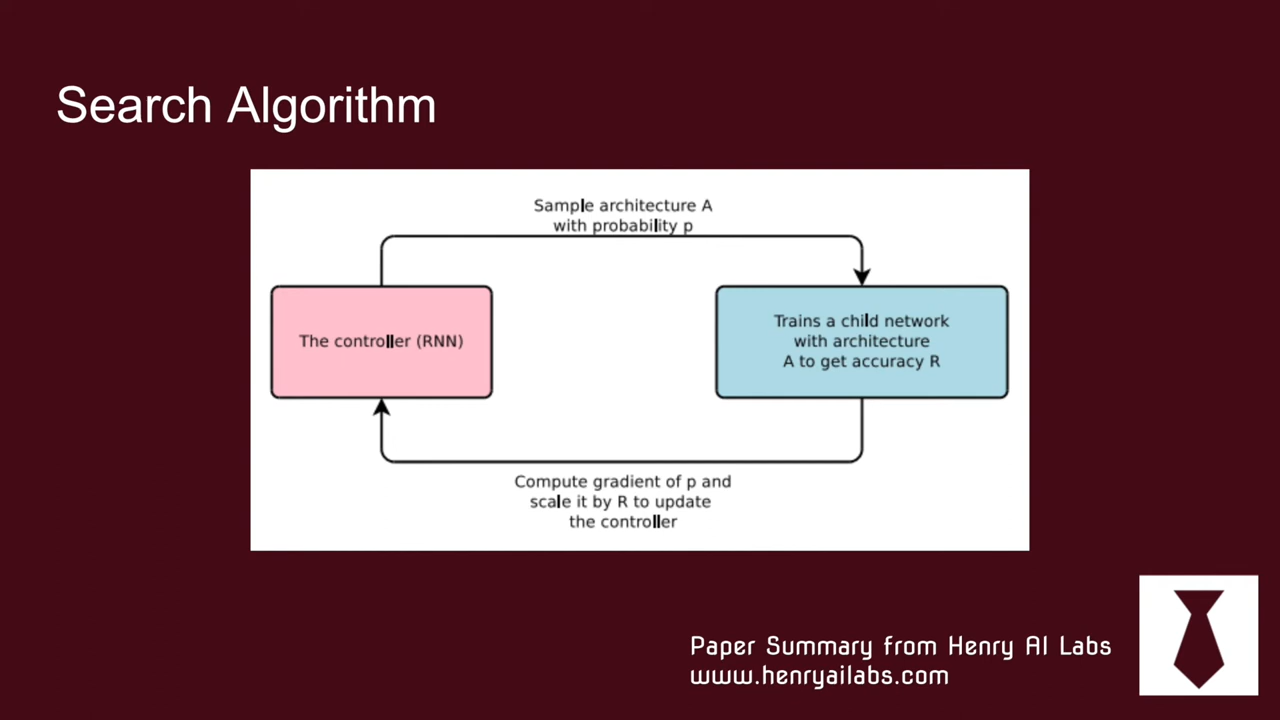 Search Algorithm
Sample architecture A
with probability p
The controller (RNN)
Trains a child network
with architecture
A to get accuracy R
Compute gradient of p and
scale it by R to update
the controller
Paper Summary from Henry AI Labs
www.henryailabs.com